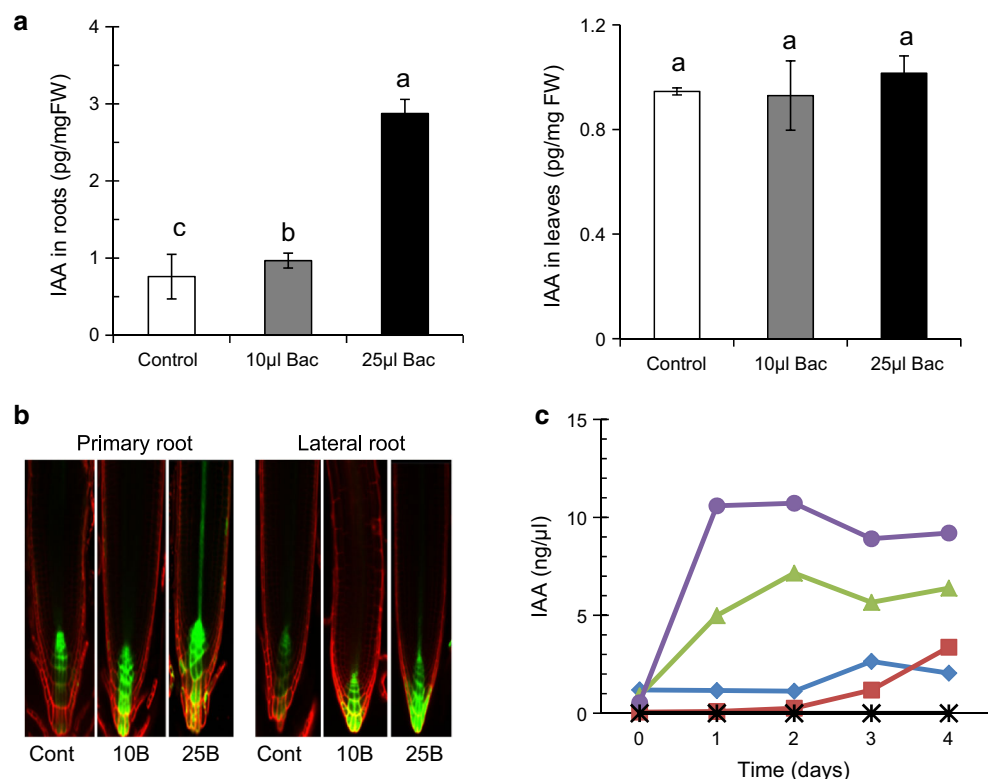 a
IAA in roots (pg/mgFW)
4
3
2
1
0
c
b
a
Control
10µl Bac
25µl Bac
IAA in leaves (pg/mg FW)
1.2
0.8
0.4
0
a
a
a
Control
10µl Bac
25µl Bac
b
Primary root
Lateral root
Cont
10B
25B
Cont
10B
25B
c
IAA (ng/µl)
15
10
5
0
0
1
2
3
4
Time (days)